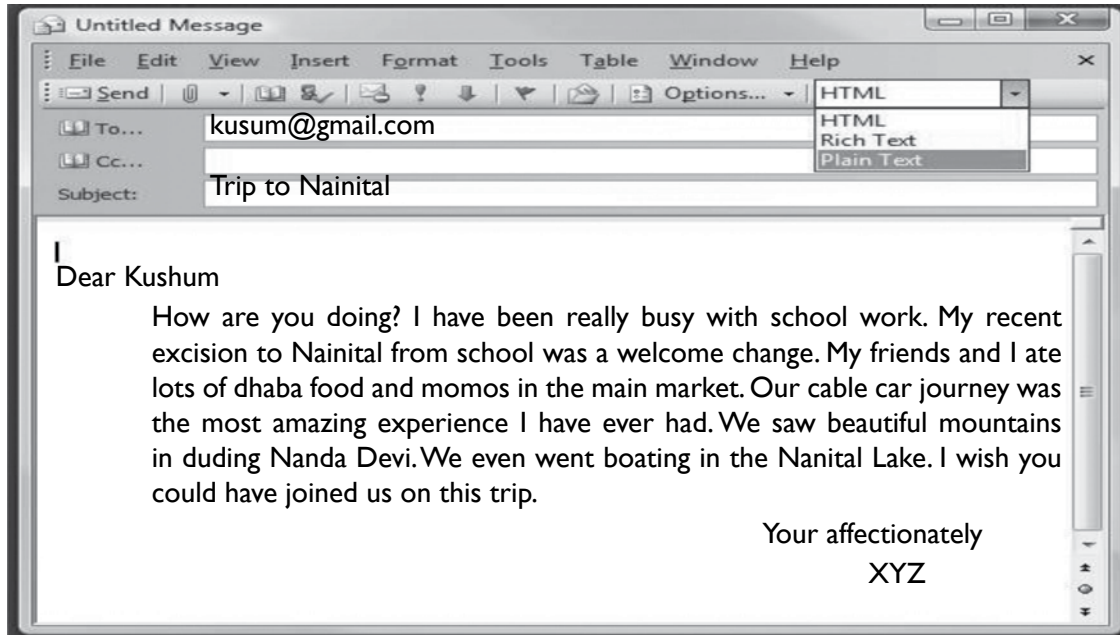 Untitled Message
File Edit View Insert Format Tools Table Window Help
Send Options... HTML
HTML
Rich Text
Plain Text
To... kusum@gmail.com
Cc...
Subject: Trip to Nainital
Dear Kushum
How are you doing? I have been really busy with school work. My recent
excision to Nainital from school was a welcome change. My friends and I ate
lots of dhaba food and momos in the main market. Our cable car journey was
the most amazing experience I have ever had. We saw beautiful mountains
in duding Nanda Devi. We even went boating in the Nanital Lake. I wish you
could have joined us on this trip.
Your affectionately
XYZ